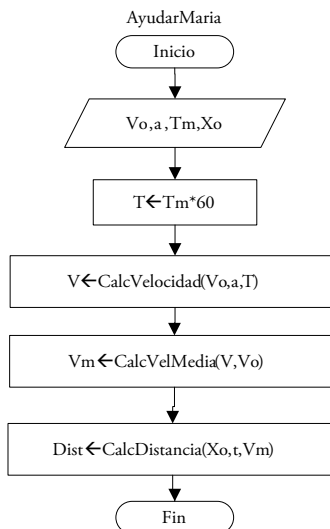 AyudarMaria
Inicio
Vo,a,Tm,Xo
T←Tm*60
V←CalcVelocidad(Vo,a,T)
Vm←CalcVelMedia(V,Vo)
Dist←CalcDistancia(Xo,t,Vm)
Fin